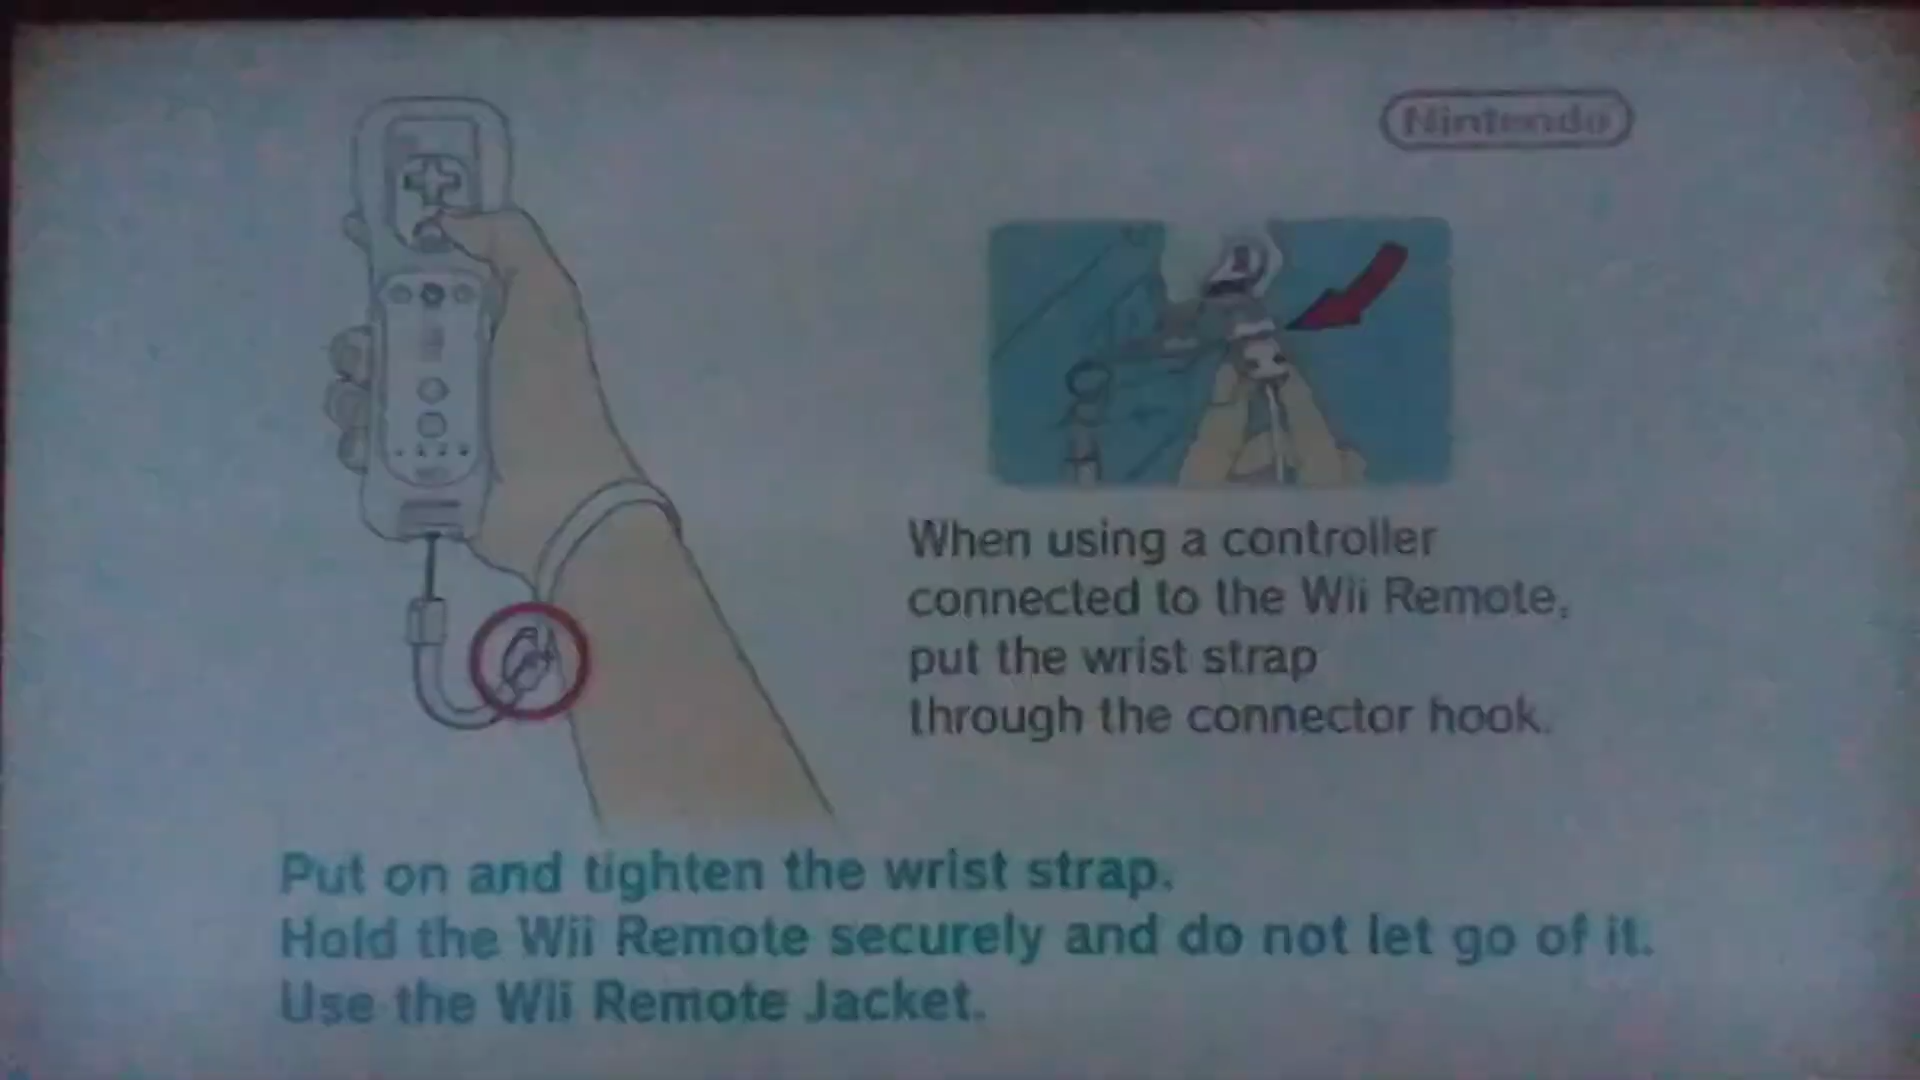 Nintendo
When using a controller
connected to the Wii Remote,
put the wrist strap
through the connector hook.
Put on and tighten the wrist strap.
Hold the Wii Remote securely and do not let go of it.
Use the Wii Remote Jacket.